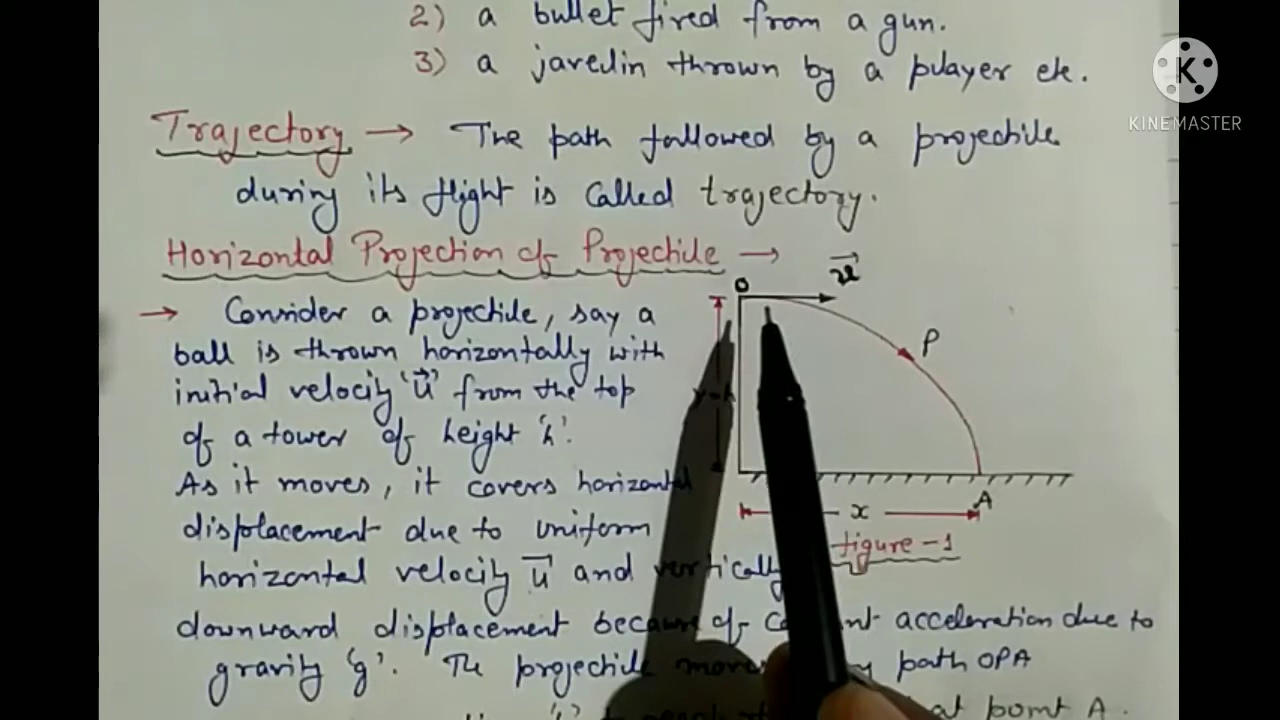 2) a bullet fired from a gun.
3) a javelin thrown by a player etc.
KINEMASTER
Trajectory → The path followed by a projectile
during its flight is called trajectory.
Horizontal Projection of Projectile →
→ Consider a projectile, say a
ball is thrown horizontally with
initial velocity 'u⃗' from the top
of a tower of height 'h'.
As it moves, it covers horizontal
displacement due to uniform
horizontal velocity u⃗ and vertically
downward displacement because of acceleration due to
gravity 'g'. The projectile path OPA
at point A.
O
u⃗
P
A
x
figure-1